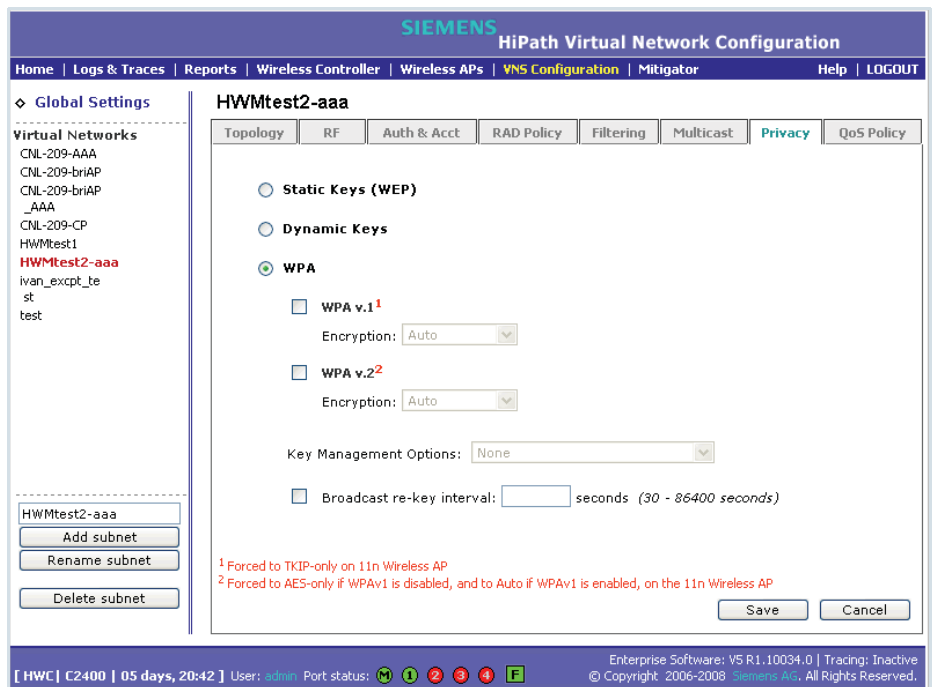 SIEMENS
HiPath Virtual Network Configuration
Home | Logs & Traces | Reports | Wireless Controller | Wireless APs | VNS Configuration | Mitigator Help | LOGOUT
Global Settings
Virtual Networks
CNL-209-AAA
CNL-209-briAP
CNL-209-briAP
_AAA
CNL-209-CP
HWMtest1
HWMtest2-aaa
ivan_excpt_te
st
test
HWMtest2-aaa
Add subnet
Rename subnet
Delete subnet
HWMtest2-aaa
Topology RF Auth & Acct RAD Policy Filtering Multicast Privacy QoS Policy
Static Keys (WEP)
Dynamic Keys
WPA
WPA v.1¹
Encryption: Auto
WPA v.2²
Encryption: Auto
Key Management Options: None
Broadcast re-key interval: seconds (30 - 86400 seconds)
¹ Forced to TKIP-only on 11n Wireless AP
² Forced to AES-only if WPAv1 is disabled, and to Auto if WPAv1 is enabled, on the 11n Wireless AP
Save Cancel
[ HWC| C2400 | 05 days, 20:42 ] User: admin Port status: M 1 2 3 4 F
Enterprise Software: V5 R1.10034.0 | Tracing: Inactive
© Copyright 2006-2008 Siemens AG. All Rights Reserved.